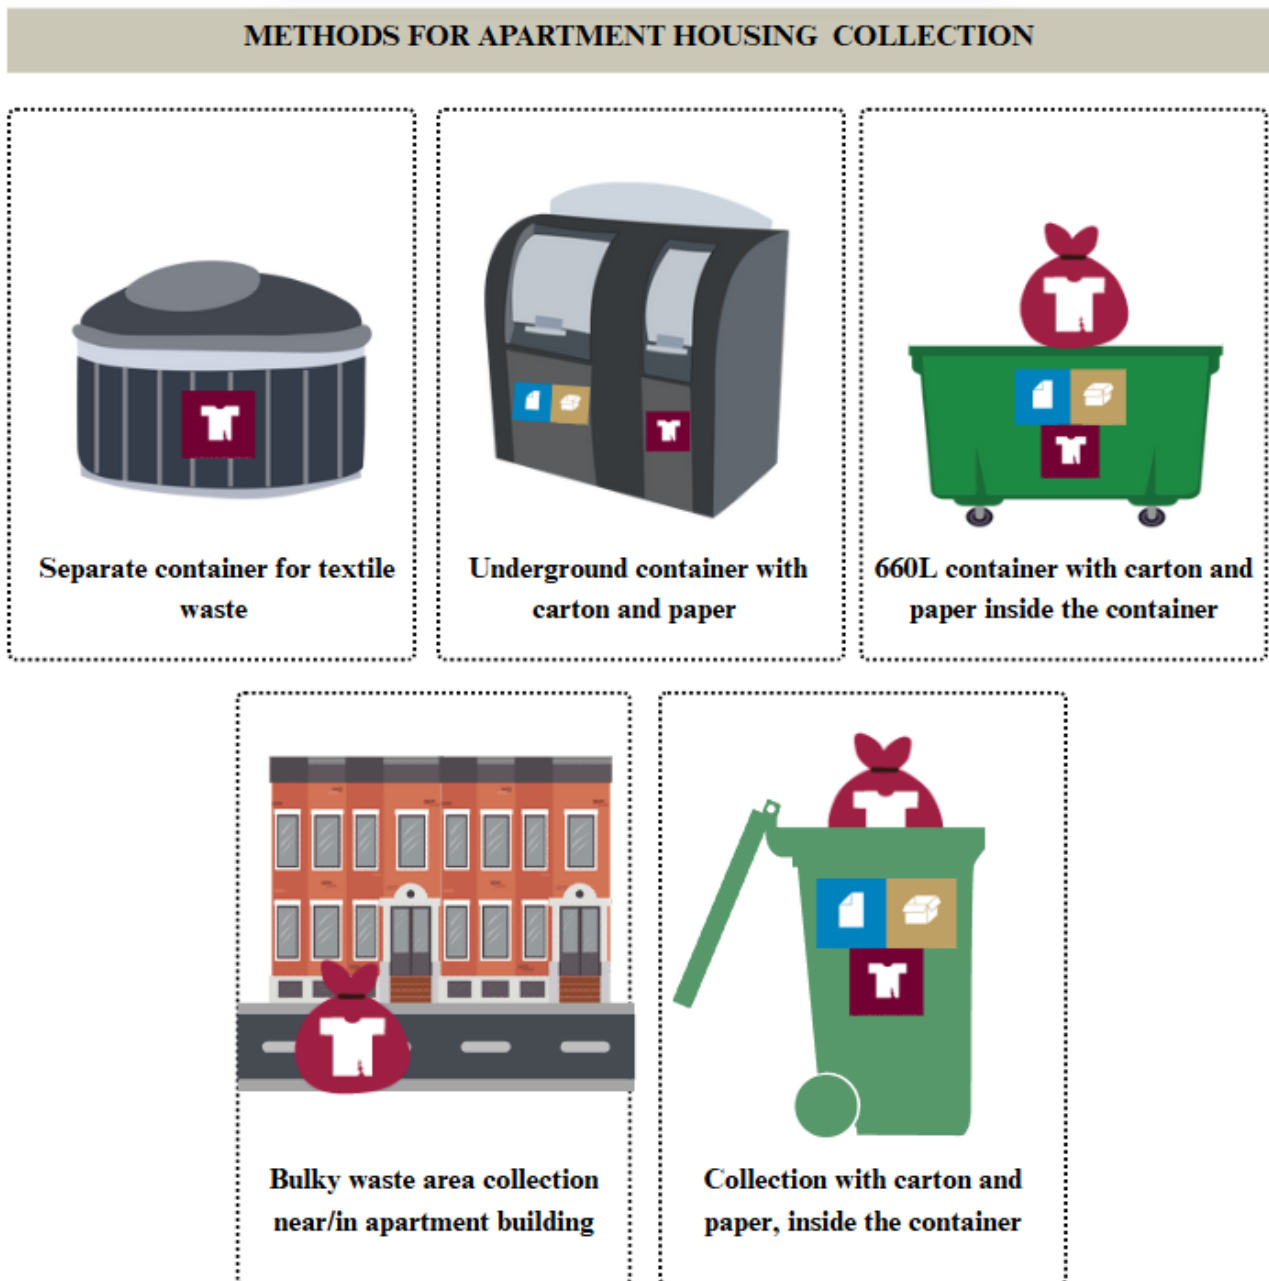 METHODS FOR APARTMENT HOUSING COLLECTION
Separate container for textile
waste
Underground container with
carton and paper
660L container with carton and
paper inside the container
Bulky waste area collection
near/in apartment building
Collection with carton and
paper, inside the container